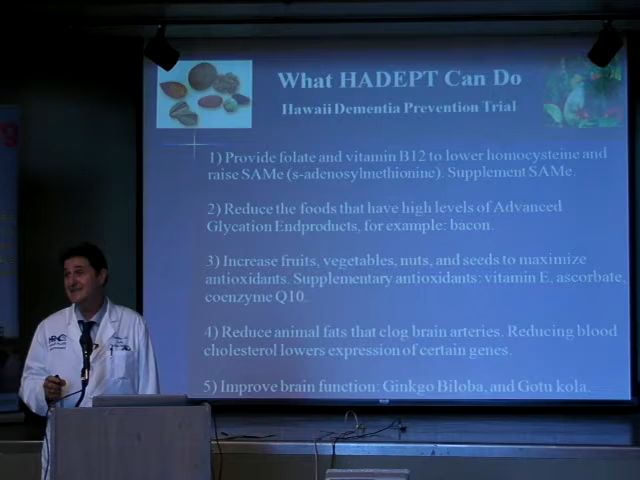 What HADEPT Can Do
Hawaii Dementia Prevention Trial
1) Provide folate and vitamin B12 to lower homocysteine and
raise SAMe (s-adenosylmethionine). Supplement SAMe.
2) Reduce the foods that have high levels of Advanced
Glycation Endproducts, for example: bacon.
3) Increase fruits, vegetables, nuts, and seeds to maximize
antioxidants. Supplementary antioxidants: vitamin E, ascorbate,
coenzyme Q10.
4) Reduce animal fats that clog brain arteries. Reducing blood
cholesterol lowers expression of certain genes.
5) Improve brain function: Ginkgo Biloba, and Gotu kola.